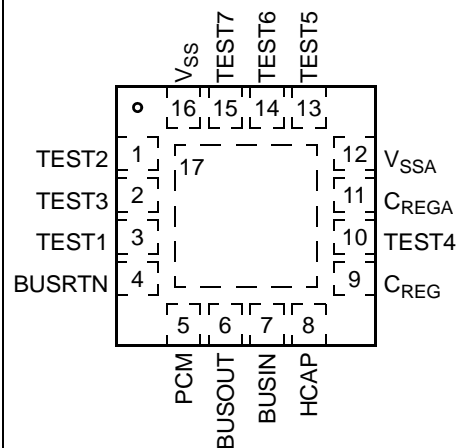 VSS
TEST7
TEST6
TEST5
16
15
14
13
TEST2
1
17
12
VSSA
TEST3
2
11
CREGA
TEST1
3
10
TEST4
BUSRTN
4
9
CREG
5
6
7
8
PCM
BUSOUT
BUSIN
HCAP